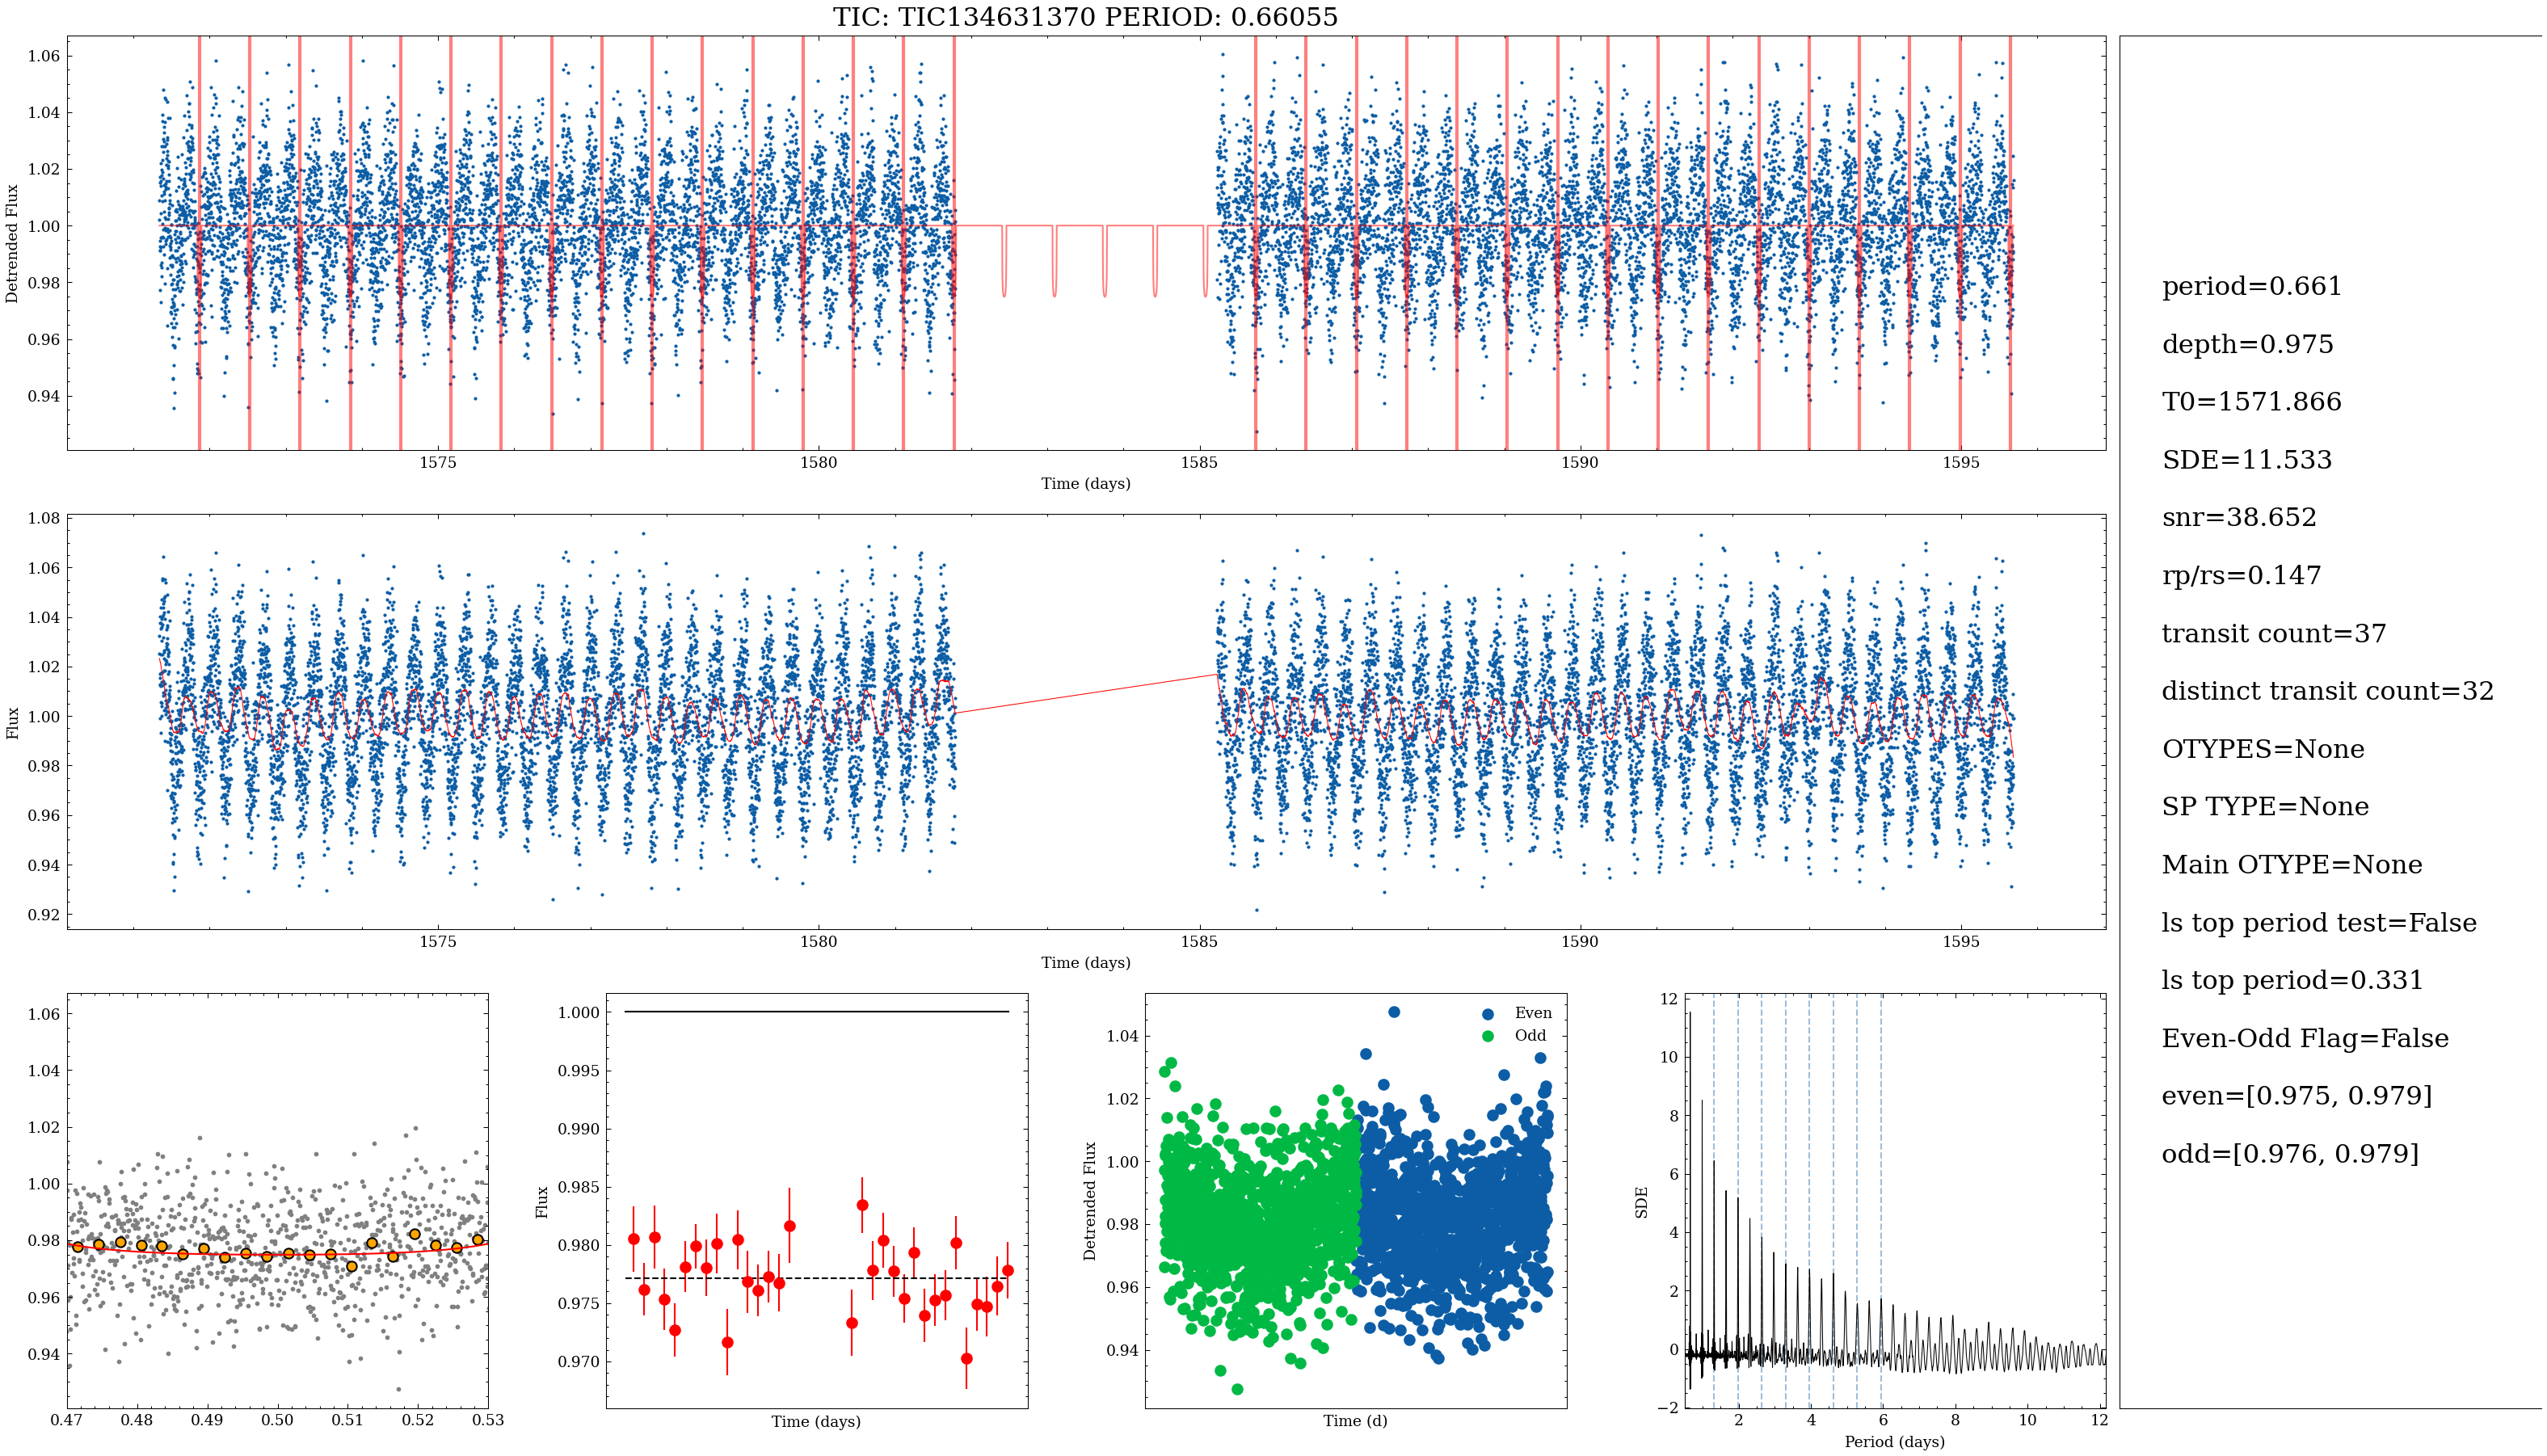 TIC: TIC134631370 PERIOD: 0.66055
1.06
1.04
1.02
1.00
0.98
0.96
0.94
Detrended Flux
1575
1580
1585
1590
1595
Time (days)
1.08
1.06
1.04
1.02
1.00
0.98
0.96
0.94
0.92
Flux
1575
1580
1585
1590
1595
Time (days)
1.06
1.04
1.02
1.00
0.98
0.96
0.94
0.47
0.48
0.49
0.50
0.51
0.52
0.53
1.000
0.995
0.990
0.985
0.980
0.975
0.970
Flux
Time (days)
Even
Odd
1.04
1.02
1.00
0.98
0.96
0.94
Detrended Flux
Time (d)
12
10
8
6
4
2
0
−2
SDE
2
4
6
8
10
12
Period (days)
period=0.661
depth=0.975
T0=1571.866
SDE=11.533
snr=38.652
rp/rs=0.147
transit count=37
distinct transit count=32
OTYPES=None
SP TYPE=None
Main OTYPE=None
ls top period test=False
ls top period=0.331
Even-Odd Flag=False
even=[0.975, 0.979]
odd=[0.976, 0.979]